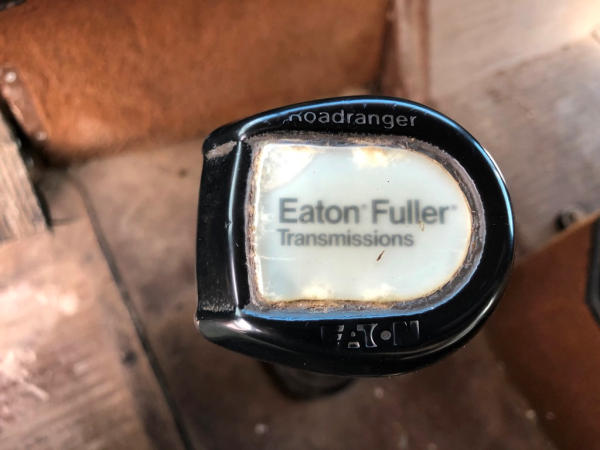 Roadranger
Eaton® Fuller®
Transmissions
EATON